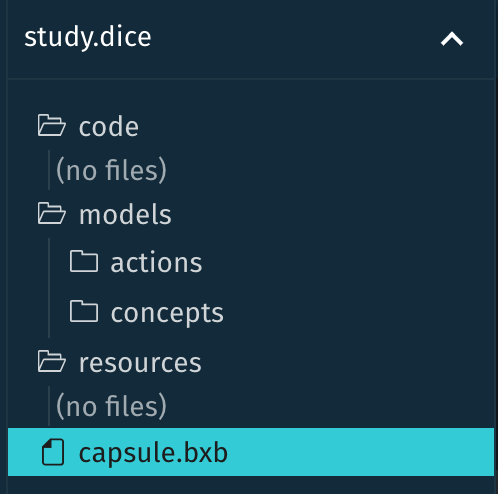 study.dice
code
(no files)
models
actions
concepts
resources
(no files)
capsule.bxb